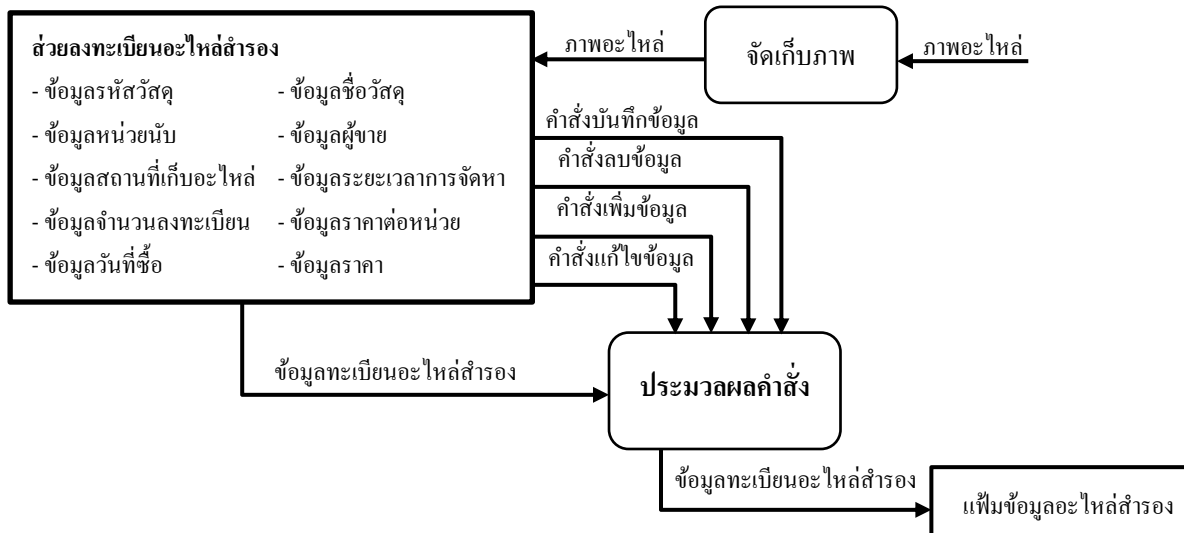 ส่วยลงทะเบียนอะไหล่สำรอง
- ข้อมูลรหัสวัสดุ - ข้อมูลชื่อวัสดุ
- ข้อมูลหน่วยนับ - ข้อมูลผู้ขาย
- ข้อมูลสถานที่เก็บอะไหล่ - ข้อมูลระยะเวลาการจัดหา
- ข้อมูลจำนวนลงทะเบียน - ข้อมูลราคาต่อหน่วย
- ข้อมูลวันที่ซื้อ - ข้อมูลราคา
ภาพอะไหล่
จัดเก็บภาพ
ภาพอะไหล่
คำสั่งบันทึกข้อมูล
คำสั่งลบข้อมูล
คำสั่งเพิ่มข้อมูล
คำสั่งแก้ไขข้อมูล
ข้อมูลทะเบียนอะไหล่สำรอง
ประมวลผลคำสั่ง
ข้อมูลทะเบียนอะไหล่สำรอง
แฟ้มข้อมูลอะไหล่สำรอง